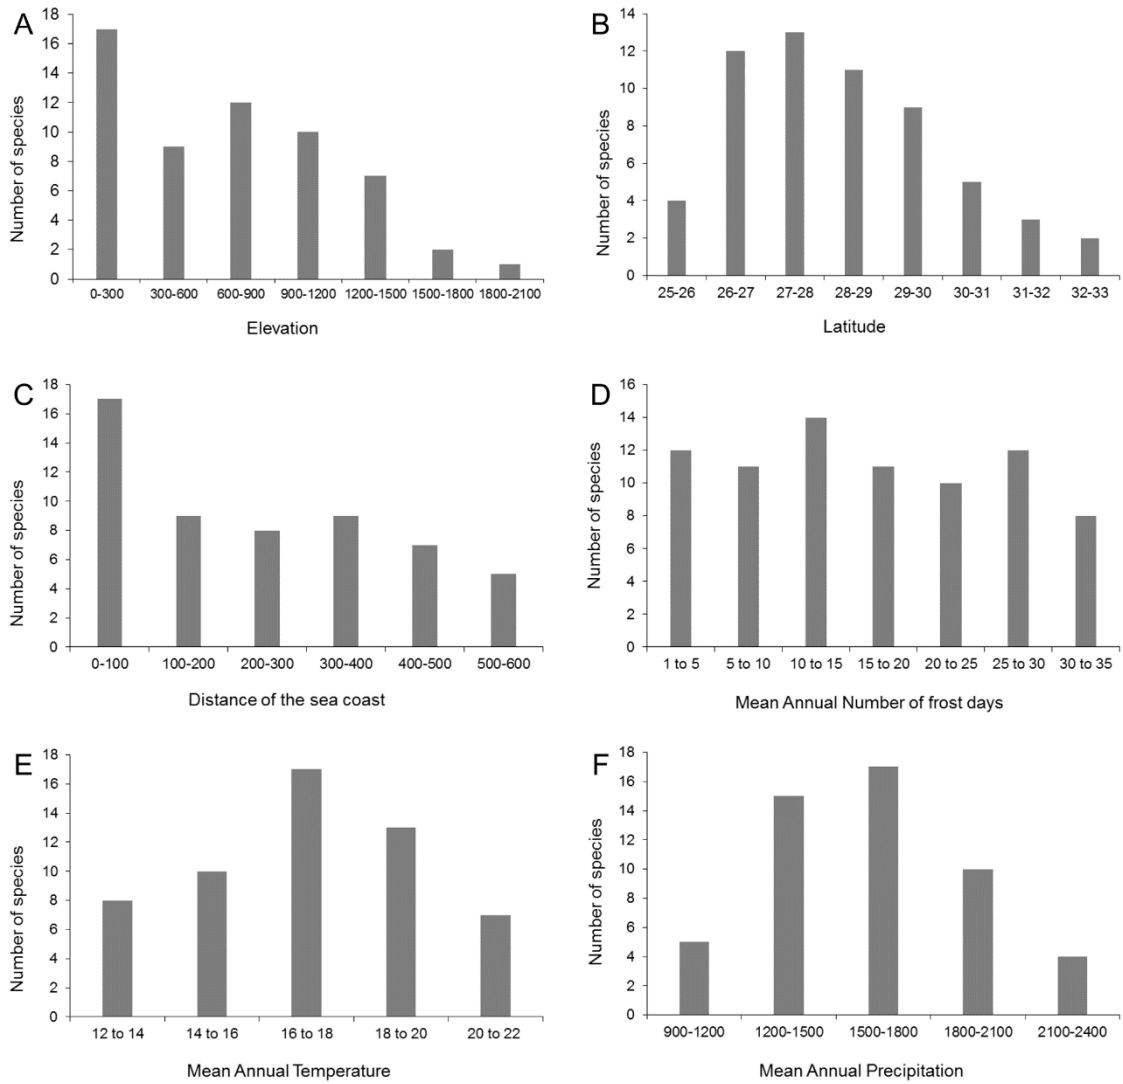 A
Number of species
18
16
14
12
10
8
6
4
2
0
0-300 300-600 600-900 900-1200 1200-1500 1500-1800 1800-2100
Elevation
B
Number of species
14
12
10
8
6
4
2
0
25-26 26-27 27-28 28-29 29-30 30-31 31-32 32-33
Latitude
C
Number of species
18
16
14
12
10
8
6
4
2
0
0-100 100-200 200-300 300-400 400-500 500-600
Distance of the sea coast
D
Number of species
16
14
12
10
8
6
4
2
0
1 to 5 5 to 10 10 to 15 15 to 20 20 to 25 25 to 30 30 to 35
Mean Annual Number of frost days
E
Number of species
18
16
14
12
10
8
6
4
2
0
12 to 14 14 to 16 16 to 18 18 to 20 20 to 22
Mean Annual Temperature
F
Number of species
18
16
14
12
10
8
6
4
2
0
900-1200 1200-1500 1500-1800 1800-2100 2100-2400
Mean Annual Precipitation